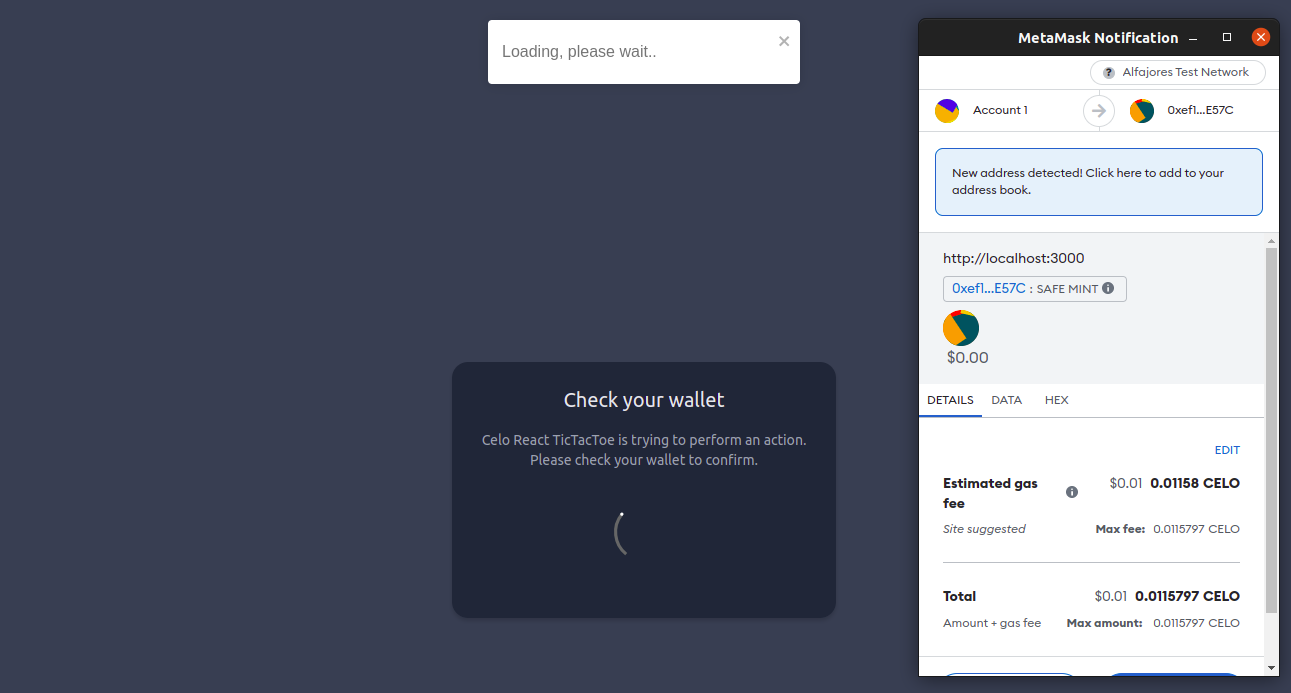 Loading, please wait..
×
Check your wallet
Celo React TicTacToe is trying to perform an action.
Please check your wallet to confirm.
MetaMask Notification
? Alfajores Test Network
Account 1
0xef1...E57C
New address detected! Click here to add to your
address book.
http://localhost:3000
0xef1...E57C : SAFE MINT
$0.00
DETAILS DATA HEX
EDIT
Estimated gas $0.01 0.01158 CELO
fee
Site suggested Max fee: 0.0115797 CELO
Total $0.01 0.0115797 CELO
Amount + gas fee Max amount: 0.0115797 CELO